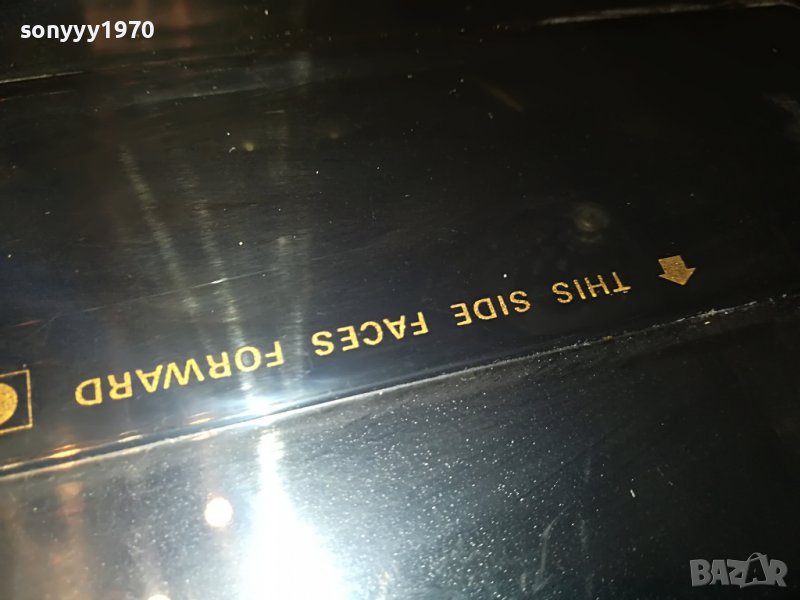 sonyyy1970
THIS SIDE FACES FORWARD
BAZAR